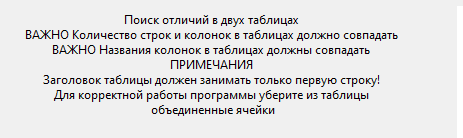 Поиск отличий в двух таблицах
ВАЖНО Количество строк и колонок в таблицах должно совпадать
ВАЖНО Названия колонок в таблицах должны совпадать
ПРИМЕЧАНИЯ
Заголовок таблицы должен занимать только первую строку!
Для корректной работы программы уберите из таблицы
объединенные ячейки